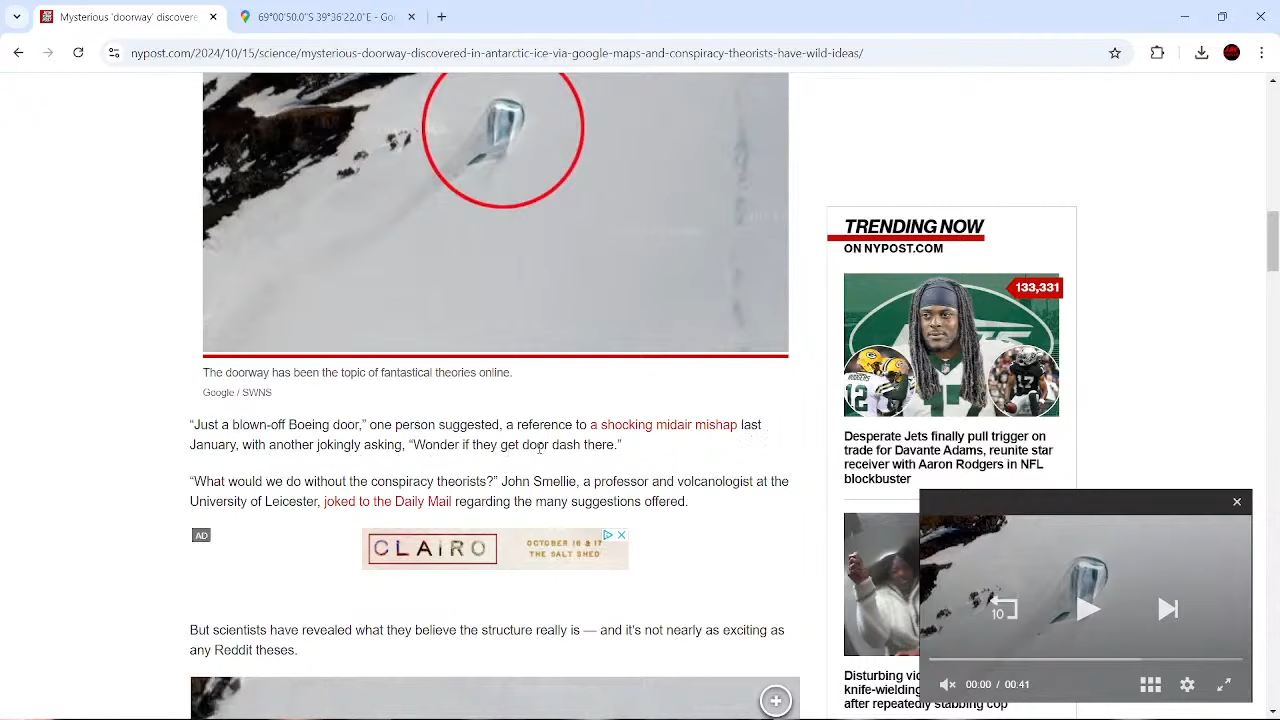 Mysterious 'doorway' discovere
69°00'50.0"S 39°36'22.0"E - Go
nypost.com/2024/10/15/science/mysterious-doorway-discovered-in-antarctic-ice-via-google-maps-and-conspiracy-theorists-have-wild-ideas/
The doorway has been the topic of fantastical theories online.
Google / SWNS
“Just a blown-off Boeing door,” one person suggested, a reference to a shocking midair mishap last
January, with another jokingly asking, “Wonder if they get door dash there.”
“What would we do without the conspiracy theorists?” John Smellie, a professor and volcanologist at the
University of Leicester, joked to the Daily Mail regarding the many suggestions offered.
AD
CLAIRO
OCTOBER 16 & 17
THE SALT SHED
But scientists have revealed what they believe the structure really is — and it's not nearly as exciting as
any Reddit theses.
TRENDING NOW
ON NYPOST.COM
133,331
RODGERS
12
17
Desperate Jets finally pull trigger on
trade for Davante Adams, reunite star
receiver with Aaron Rodgers in NFL
blockbuster
Disturbing vid
knife-wielding
after repeatedly stabbing cop
10
00:00 / 00:41